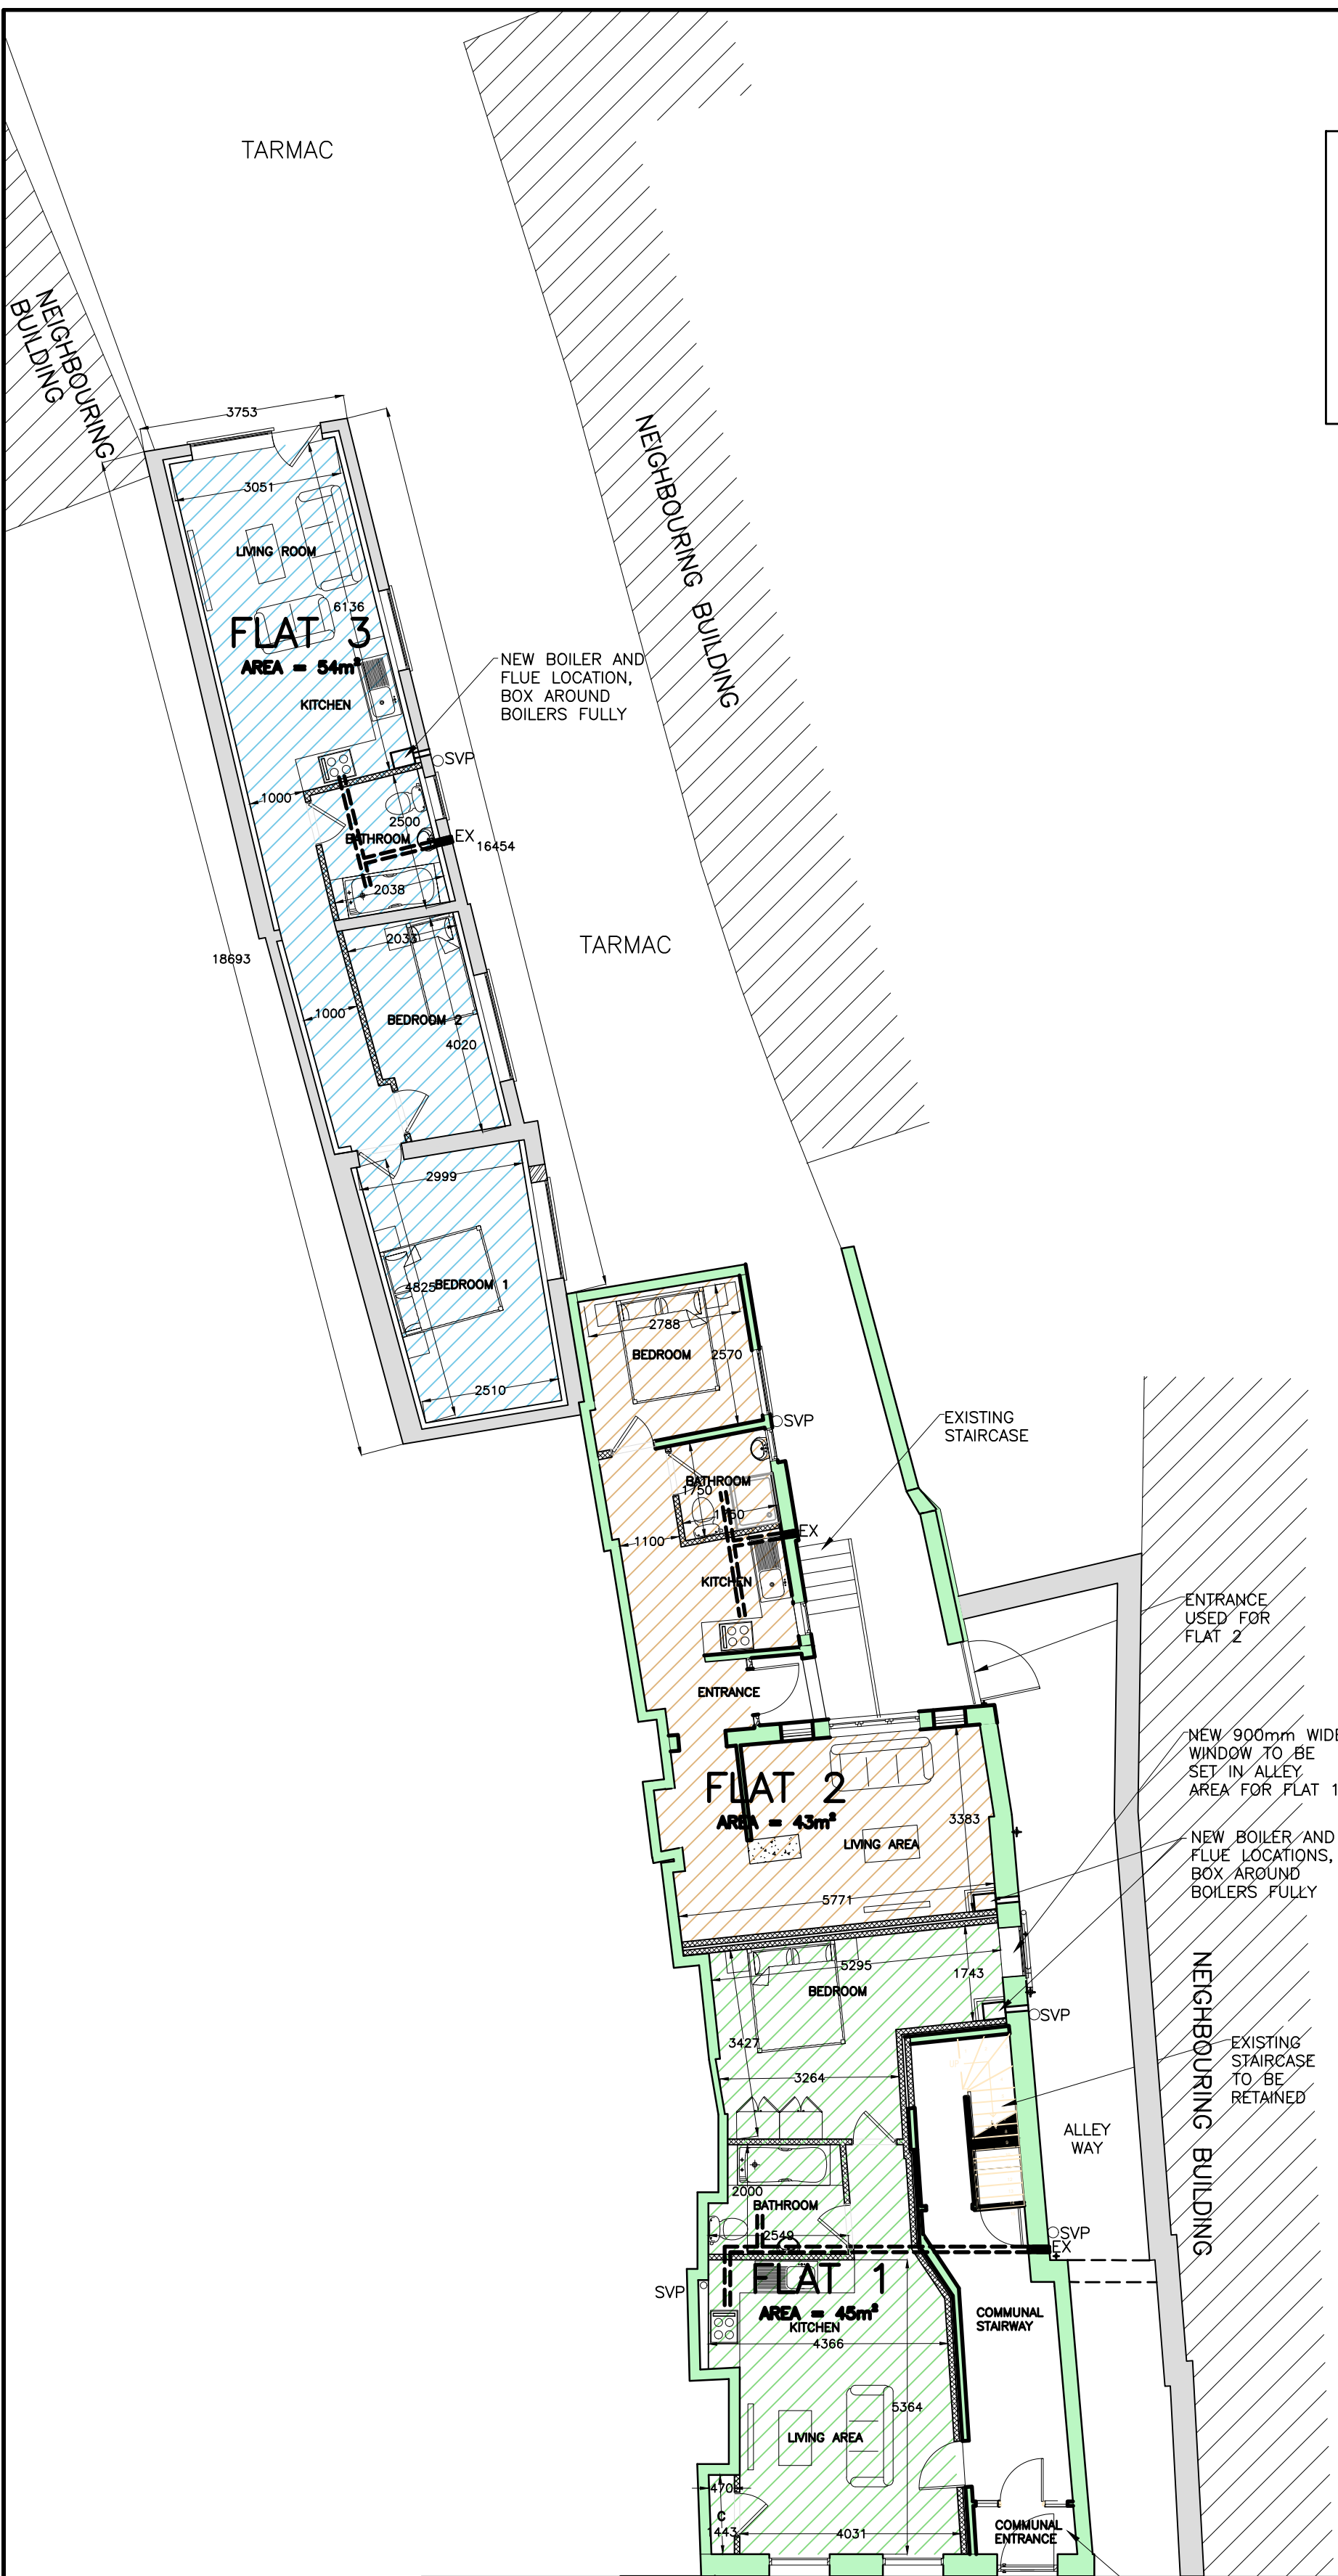 TARMAC
NEIGHBOURING
BUILDING
3753
3051
LIVING ROOM
6136
FLAT 3
AREA = 54m²
KITCHEN
NEW BOILER AND
FLUE LOCATION,
BOX AROUND
BOILERS FULLY
NEIGHBOURING BUILDING
SVP
1000
2500
BATHROOM
EX
16454
2038
2033
TARMAC
18693
1000
BEDROOM 2
4020
2999
4825
BEDROOM 1
2510
2788
BEDROOM
2570
SVP
EXISTING
STAIRCASE
BATHROOM
1750
EX
1100
KITCHEN
ENTRANCE
USED FOR
FLAT 2
ENTRANCE
NEW 900mm WIDE
WINDOW TO BE
SET IN ALLEY
AREA FOR FLAT 1
FLAT 2
AREA = 43m²
3383
LIVING AREA
NEW BOILER AND
FLUE LOCATIONS,
BOX AROUND
BOILERS FULLY
5771
5295
1743
BEDROOM
SVP
3427
3264
NEIGHBOURING BUILDING
EXISTING
STAIRCASE
TO BE
RETAINED
ALLEY
WAY
2000
BATHROOM
2549
SVP
EX
FLAT 1
SVP
AREA = 45m²
KITCHEN
4366
COMMUNAL
STAIRWAY
5364
LIVING AREA
470
C
1443
4031
COMMUNAL
ENTRANCE